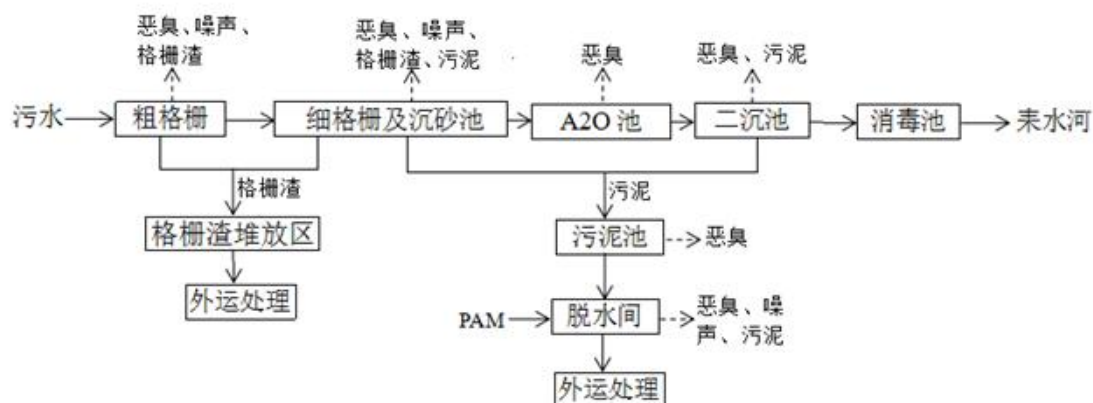 恶臭、噪声、
格栅渣
恶臭、噪声、
格栅渣、污泥
恶臭
恶臭、污泥
污水
粗格栅
细格栅及沉砂池
A2O 池
二沉池
消毒池
耒水河
格栅渣
污泥
格栅渣堆放区
污泥池
恶臭
外运处理
PAM
脱水间
恶臭、噪
声、污泥
外运处理